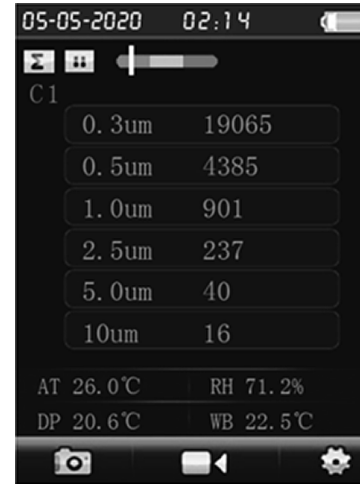 05-05-2020 02:14
Σ
C1
0.3um 19065
0.5um 4385
1.0um 901
2.5um 237
5.0um 40
10um 16
AT 26.0℃ RH 71.2%
DP 20.6℃ WB 22.5℃